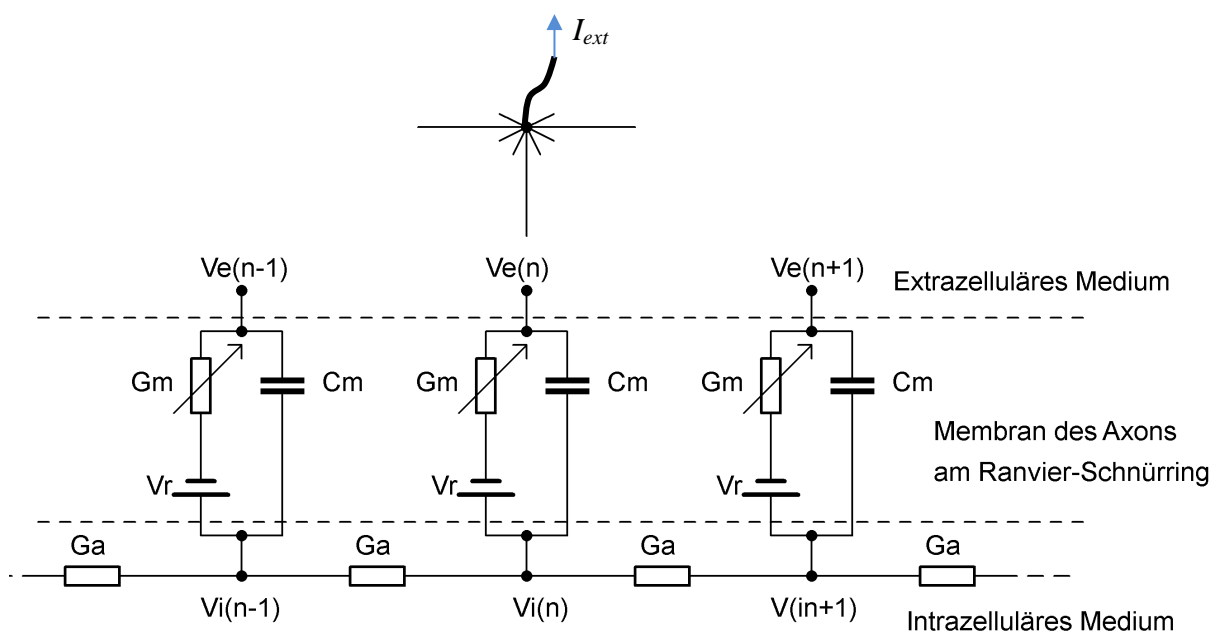 Iext
Ve(n-1) Ve(n) Ve(n+1) Extrazelluläres Medium
Gm Cm Gm Cm Gm Cm
Membran des Axons
Vr Vr Vr am Ranvier-Schnürring
Ga Ga Ga Ga
Vi(n-1) Vi(n) V(in+1) Intrazelluläres Medium